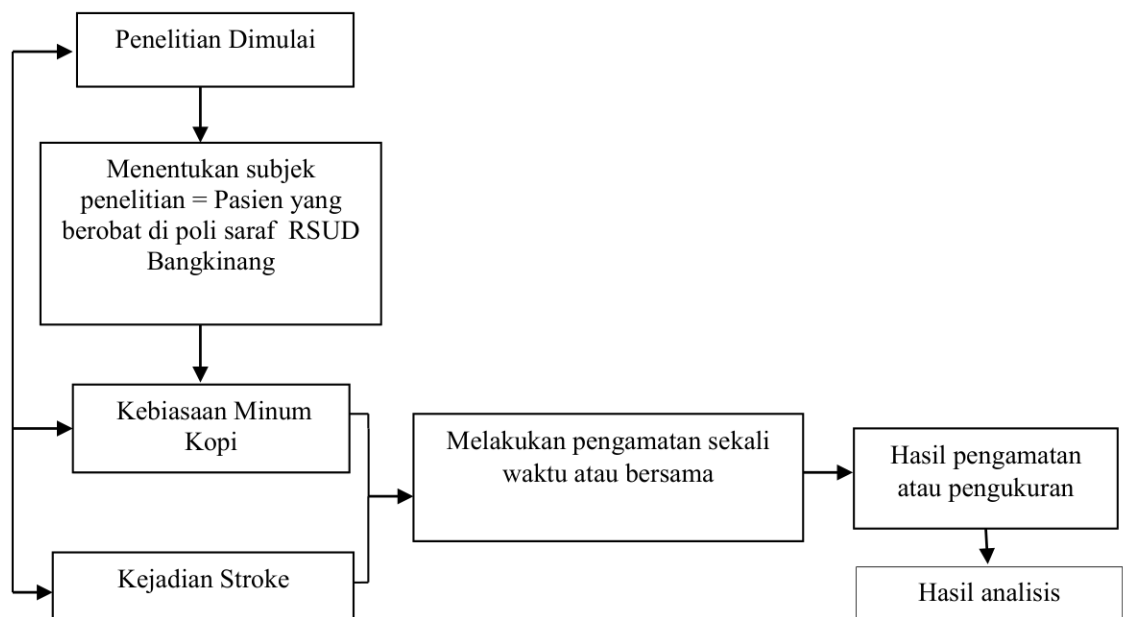 Penelitian Dimulai
Menentukan subjek
penelitian = Pasien yang
berobat di poli saraf RSUD
Bangkinang
Kebiasaan Minum
Kopi
Kejadian Stroke
Melakukan pengamatan sekali
waktu atau bersama
Hasil pengamatan
atau pengukuran
Hasil analisis